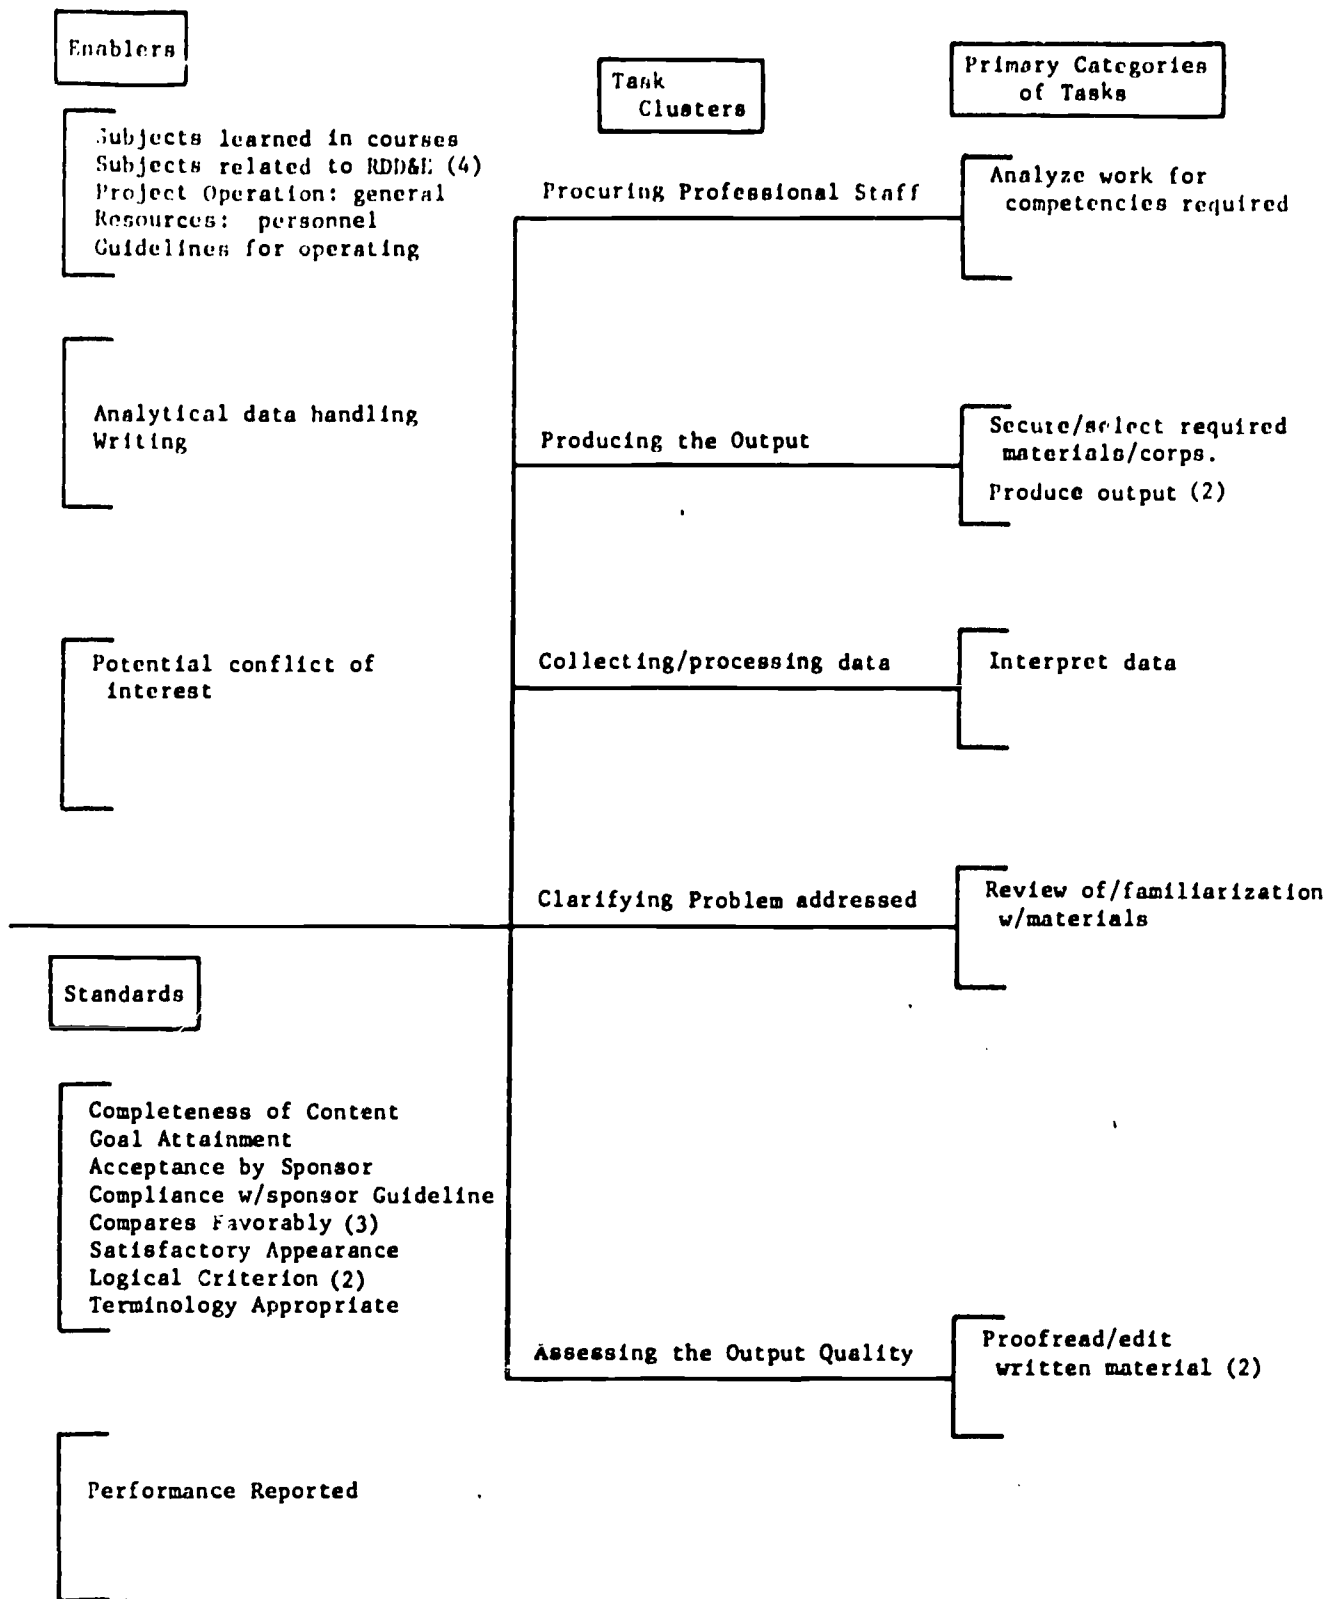 Enablers
Subjects learned in courses
Subjects related to RDD&E (4)
Project Operation: general
Resources: personnel
Guidelines for operating
Analytical data handling
Writing
Potential conflict of
interest
Standards
Completeness of Content
Goal Attainment
Acceptance by Sponsor
Compliance w/sponsor Guideline
Compares Favorably (3)
Satisfactory Appearance
Logical Criterion (2)
Terminology Appropriate
Performance Reported
Task
Clusters
Procuring Professional Staff
Producing the Output
Collecting/processing data
Clarifying Problem addressed
Assessing the Output Quality
Primary Categories
of Tasks
Analyze work for
competencies required
Secure/select required
materials/corps.
Produce output (2)
Interpret data
Review of/familiarization
w/materials
Proofread/edit
written material (2)